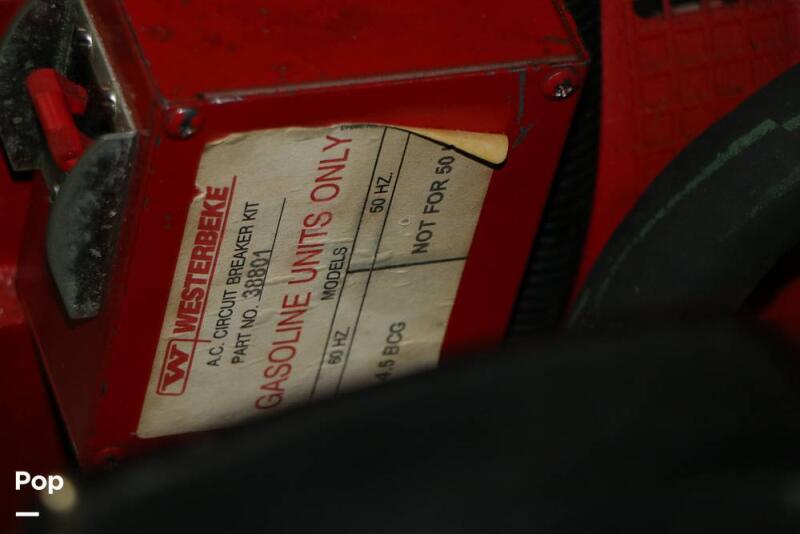 W WESTERBEKE
A.C. CIRCUIT BREAKER KIT
PART NO. 38801
GASOLINE UNITS ONLY
MODELS
60 HZ. 50 HZ.
4.5 BCG NOT FOR 50
Pop